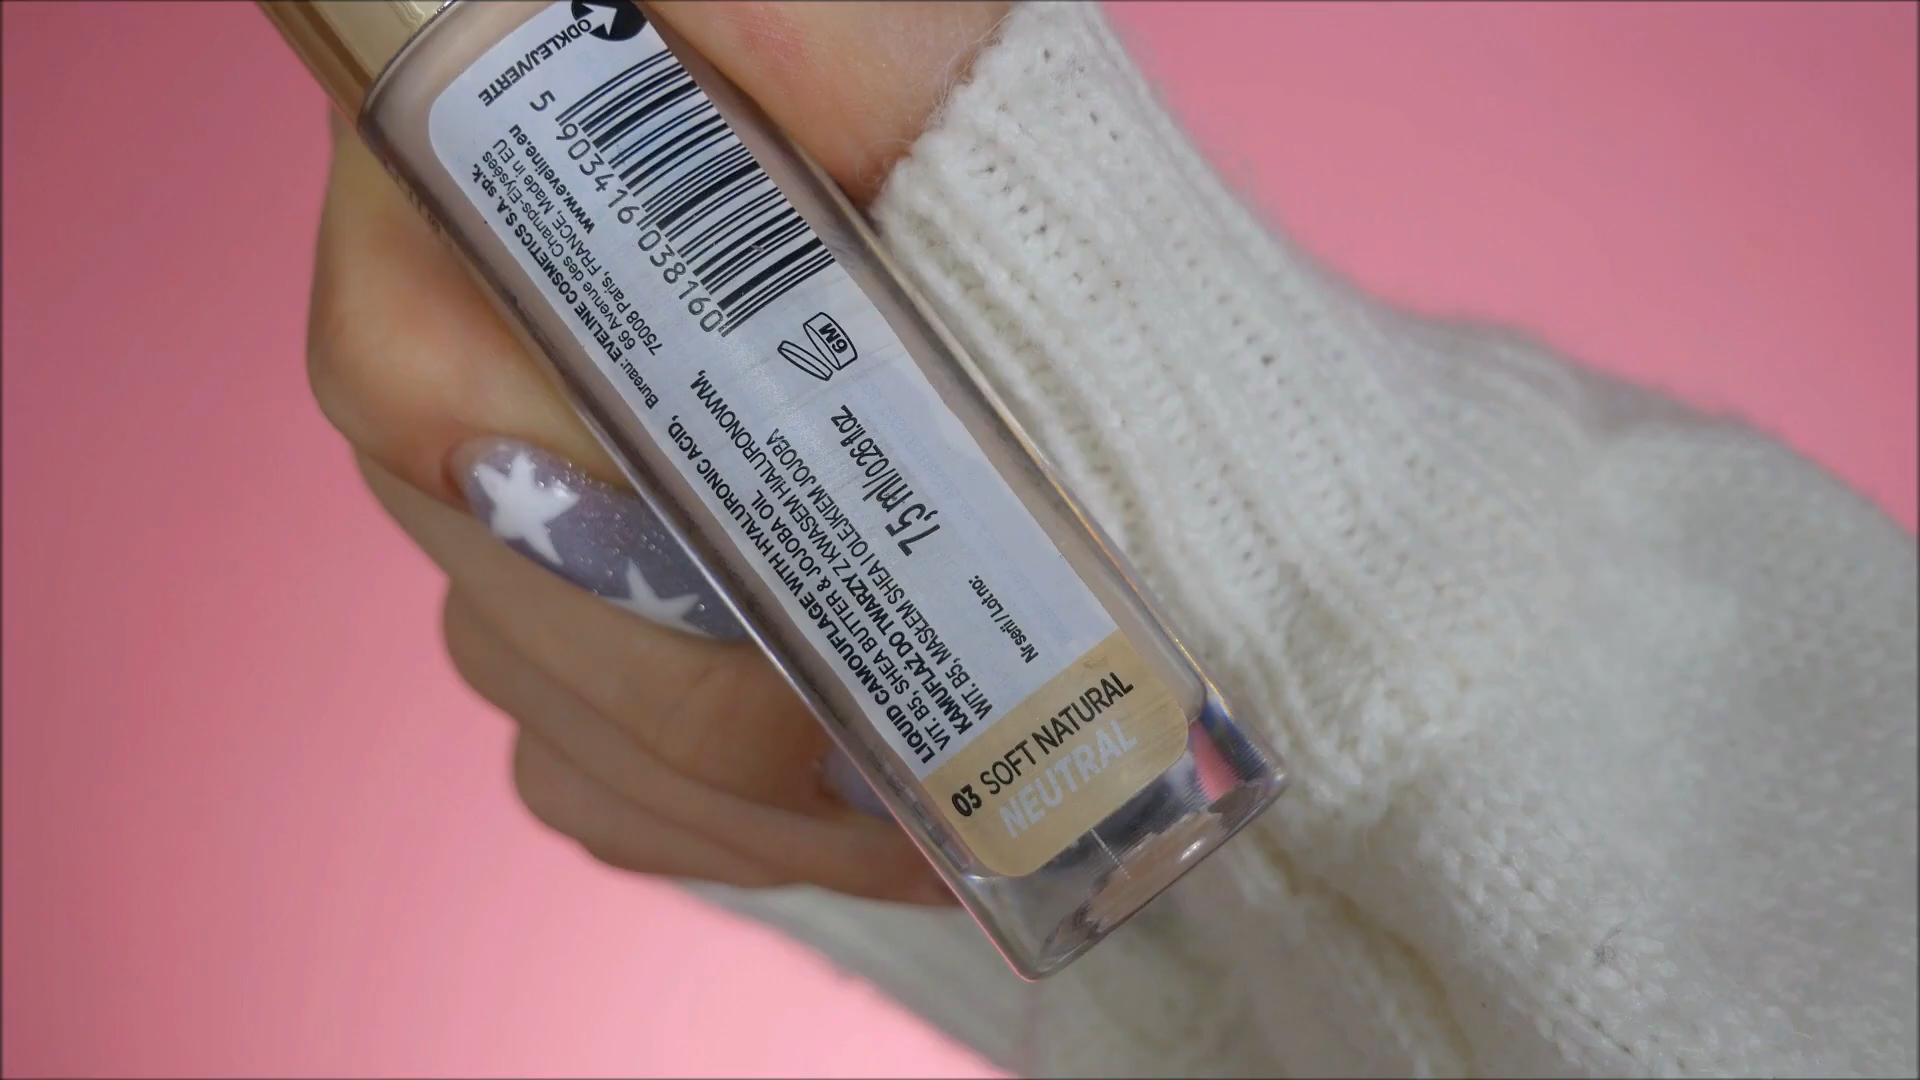 ODKLEJ/VERTE
5 903416 038160
Bureau: EVELINE COSMETICS S.A. sp.k.
66 Avenue des Champs-Elysées
75008 Paris, FRANCE, Made in EU
www.eveline.eu
6M
LIQUID CAMOUFLAGE WITH HYALURONIC ACID,
VIT. B5, SHEA BUTTER & JOJOBA OIL
KAMUFLAŻ DO TWARZY Z KWASEM HIALURONOWYM,
WIT. B5, MASŁEM SHEA I OLEJKIEM JOJOBA
7,5 ml/0.26 fl.oz
Nr serii / Lot no:
03 SOFT NATURAL
NEUTRAL